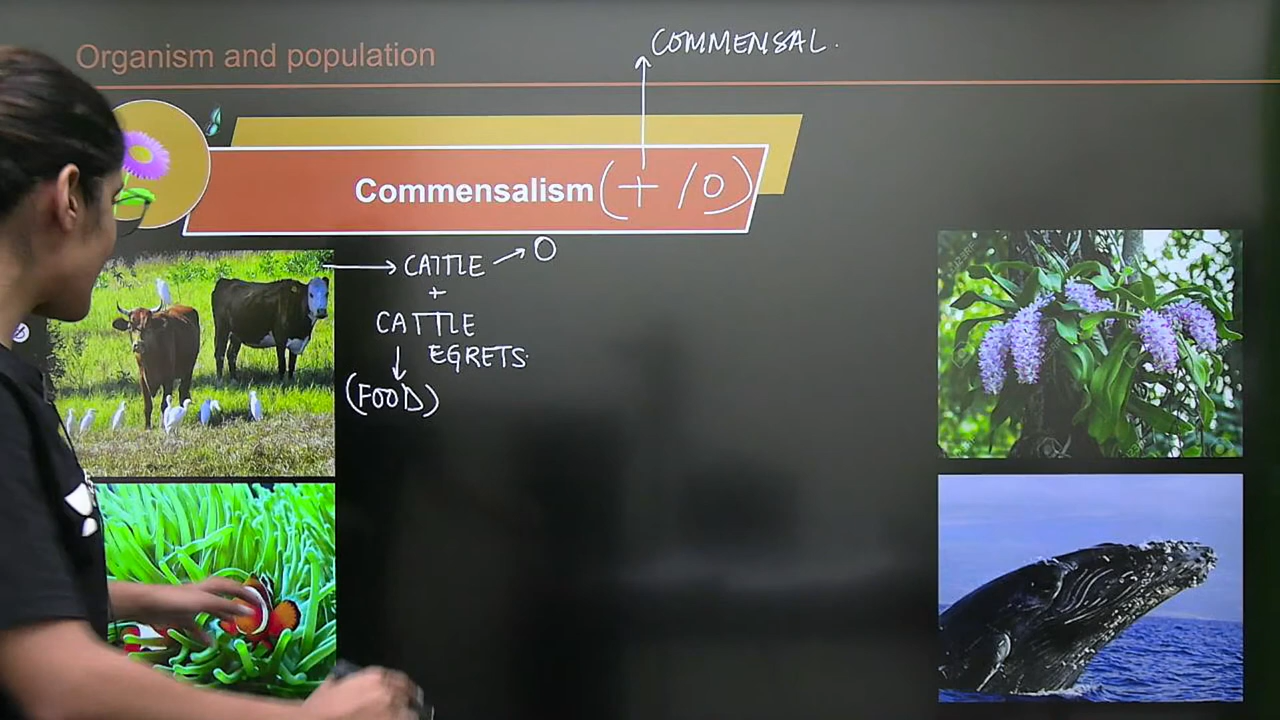 Organism and population
COMMENSAL.
Commensalism (+ / 0)
CATTLE → 0
+
CATTLE
EGRETS
(FOOD)